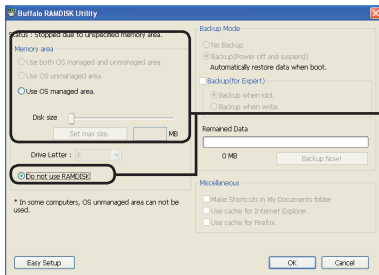 Buffalo RAMDISK Utility
Status : Stopped due to unspecified memory area.
Memory area
Use both OS managed and unmanaged area.
Use OS unmanaged area.
Use OS managed area.
Disk size
Set max size.
MB
Drive Letter :
Do not use RAMDISK
* In some computers, OS unmanaged area can not be
used.
Easy Setup
Backup Mode
No Backup
Backup(Power off and suspend)
Automatically restore data when boot.
Backup(for Expert)
Backup when idol.
Backup when write.
Remained Data
0 MB
Backup Now!
Miscellaneous
Make Shortcuts in My Documents folder
Use cache for Internet Explorer.
Use cache for Firefox.
OK
Cancel